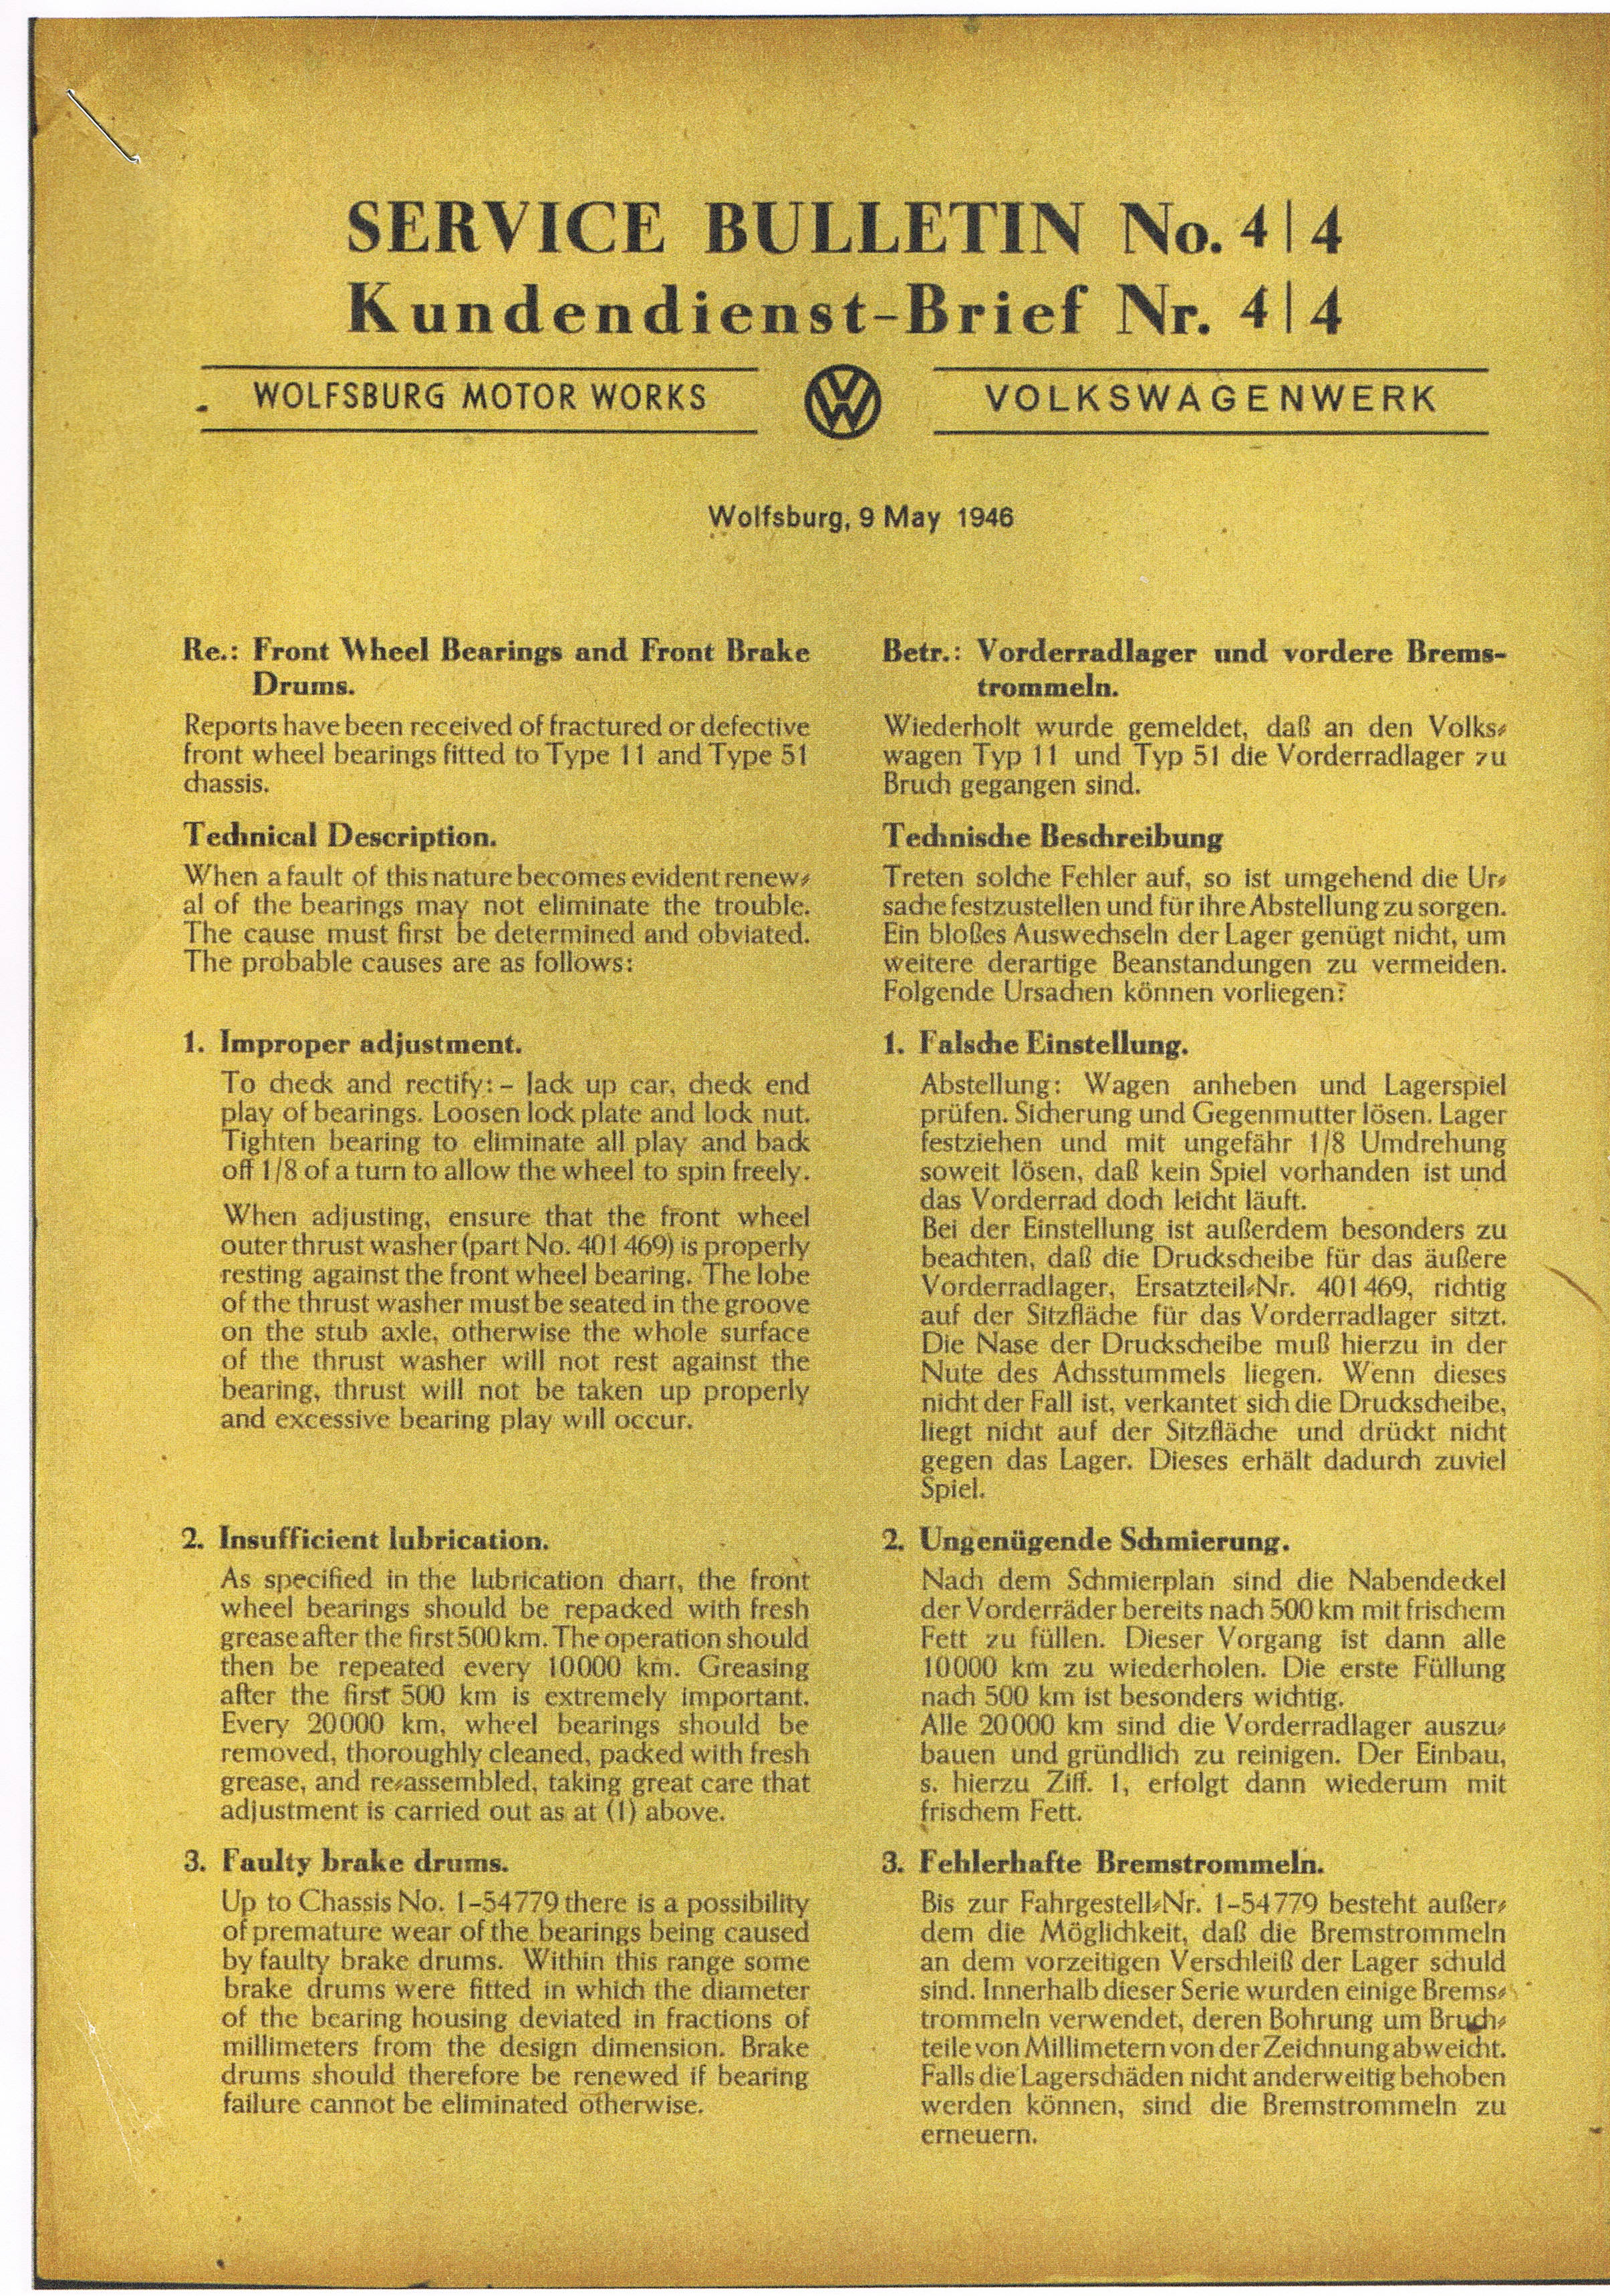 SERVICE BULLETIN No. 4|4
Kundendienst-Brief Nr. 4|4
WOLFSBURG MOTOR WORKS
VW
VOLKSWAGENWERK
Wolfsburg, 9 May 1946
Re.: Front Wheel Bearings and Front Brake
Drums.
Reports have been received of fractured or defective
front wheel bearings fitted to Type 11 and Type 51
chassis.
Technical Description.
When a fault of this nature becomes evident renew-
al of the bearings may not eliminate the trouble.
The cause must first be determined and obviated.
The probable causes are as follows:
1. Improper adjustment.
To check and rectify: - Jack up car, check end
play of bearings. Loosen lock plate and lock nut.
Tighten bearing to eliminate all play and back
off 1/8 of a turn to allow the wheel to spin freely.
When adjusting, ensure that the front wheel
outer thrust washer (part No. 401 469) is properly
resting against the front wheel bearing. The lobe
of the thrust washer must be seated in the groove
on the stub axle, otherwise the whole surface
of the thrust washer will not rest against the
bearing, thrust will not be taken up properly
and excessive bearing play will occur.
2. Insufficient lubrication.
As specified in the lubrication chart, the front
wheel bearings should be repacked with fresh
grease after the first 500 km. The operation should
then be repeated every 10000 km. Greasing
after the first 500 km is extremely important.
Every 20000 km, wheel bearings should be
removed, thoroughly cleaned, packed with fresh
grease, and re-assembled, taking great care that
adjustment is carried out as at (1) above.
3. Faulty brake drums.
Up to Chassis No. 1-54779 there is a possibility
of premature wear of the bearings being caused
by faulty brake drums. Within this range some
brake drums were fitted in which the diameter
of the bearing housing deviated in fractions of
millimeters from the design dimension. Brake
drums should therefore be renewed if bearing
failure cannot be eliminated otherwise.
Betr.: Vorderradlager und vordere Brems-
trommeln.
Wiederholt wurde gemeldet, daß an den Volks-
wagen Typ 11 und Typ 51 die Vorderradlager zu
Bruch gegangen sind.
Technische Beschreibung
Treten solche Fehler auf, so ist umgehend die Ur-
sache festzustellen und für ihre Abstellung zu sorgen.
Ein bloßes Auswechseln der Lager genügt nicht, um
weitere derartige Beanstandungen zu vermeiden.
Folgende Ursachen können vorliegen:
1. Falsche Einstellung.
Abstellung: Wagen anheben und Lagerspiel
prüfen. Sicherung und Gegenmutter lösen. Lager
festziehen und mit ungefähr 1/8 Umdrehung
soweit lösen, daß kein Spiel vorhanden ist und
das Vorderrad doch leicht läuft.
Bei der Einstellung ist außerdem besonders zu
beachten, daß die Druckscheibe für das äußere
Vorderradlager, Ersatzteil-Nr. 401 469, richtig
auf der Sitzfläche für das Vorderradlager sitzt.
Die Nase der Druckscheibe muß hierzu in der
Nute des Achsstummels liegen. Wenn dieses
nicht der Fall ist, verkantet sich die Druckscheibe,
liegt nicht auf der Sitzfläche und drückt nicht
gegen das Lager. Dieses erhält dadurch zuviel
Spiel.
2. Ungenügende Schmierung.
Nach dem Schmierplan sind die Nabendeckel
der Vorderräder bereits nach 500 km mit frischem
Fett zu füllen. Dieser Vorgang ist dann alle
10000 km zu wiederholen. Die erste Füllung
nach 500 km ist besonders wichtig.
Alle 20000 km sind die Vorderradlager auszu-
bauen und gründlich zu reinigen. Der Einbau,
s. hierzu Ziff. 1, erfolgt dann wiederum mit
frischem Fett.
3. Fehlerhafte Bremstrommeln.
Bis zur Fahrgestell-Nr. 1-54779 besteht außer-
dem die Möglichkeit, daß die Bremstrommeln
an dem vorzeitigen Verschleiß der Lager schuld
sind. Innerhalb dieser Serie wurden einige Brems-
trommeln verwendet, deren Bohrung um Bruch-
teile von Millimetern von der Zeichnung abweicht.
Falls die Lagerschäden nicht anderweitig behoben
werden können, sind die Bremstrommeln zu
erneuern.